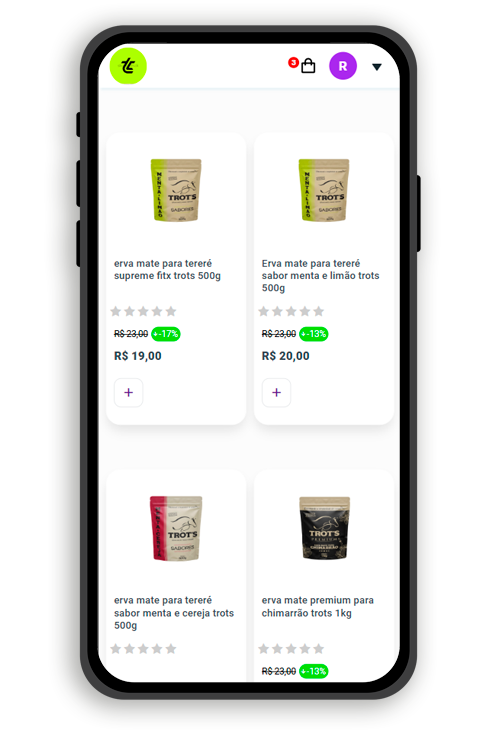 3
R
MENTA-LIMÃO
TROT'S
SABORES
MENTA-LIMÃO
TROT'S
SABORES
erva mate para tereré
supreme fitx trots 500g
Erva mate para tereré
sabor menta e limão trots
500g
R$ 23,00 -17%
R$ 23,00 -13%
R$ 19,00
R$ 20,00
+
+
TROT'S
SABORES
TROT'S
PREMIUM
erva mate para tereré
sabor menta e cereja trots
500g
erva mate premium para
chimarrão trots 1kg
R$ 23,00 -13%